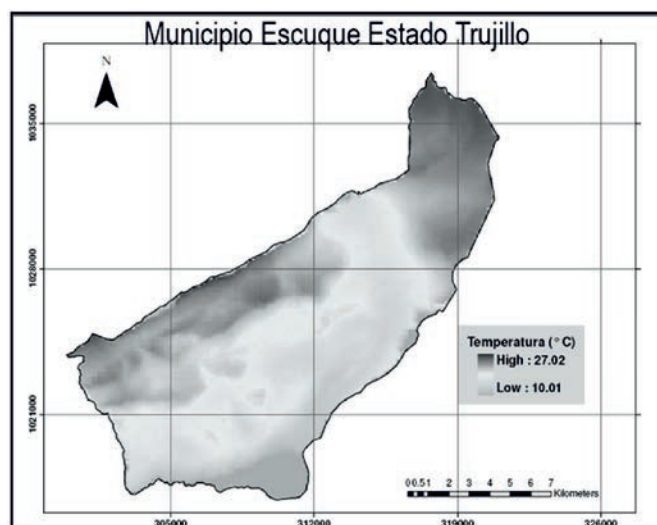 Municipio Escuque Estado Trujillo
N
1035000
1028000
1021000
Temperatura (°C)
High : 27.02
Low : 10.01
0 0.5 1 2 3 4 5 6 7
Kilometers
305000 312000 319000 326000